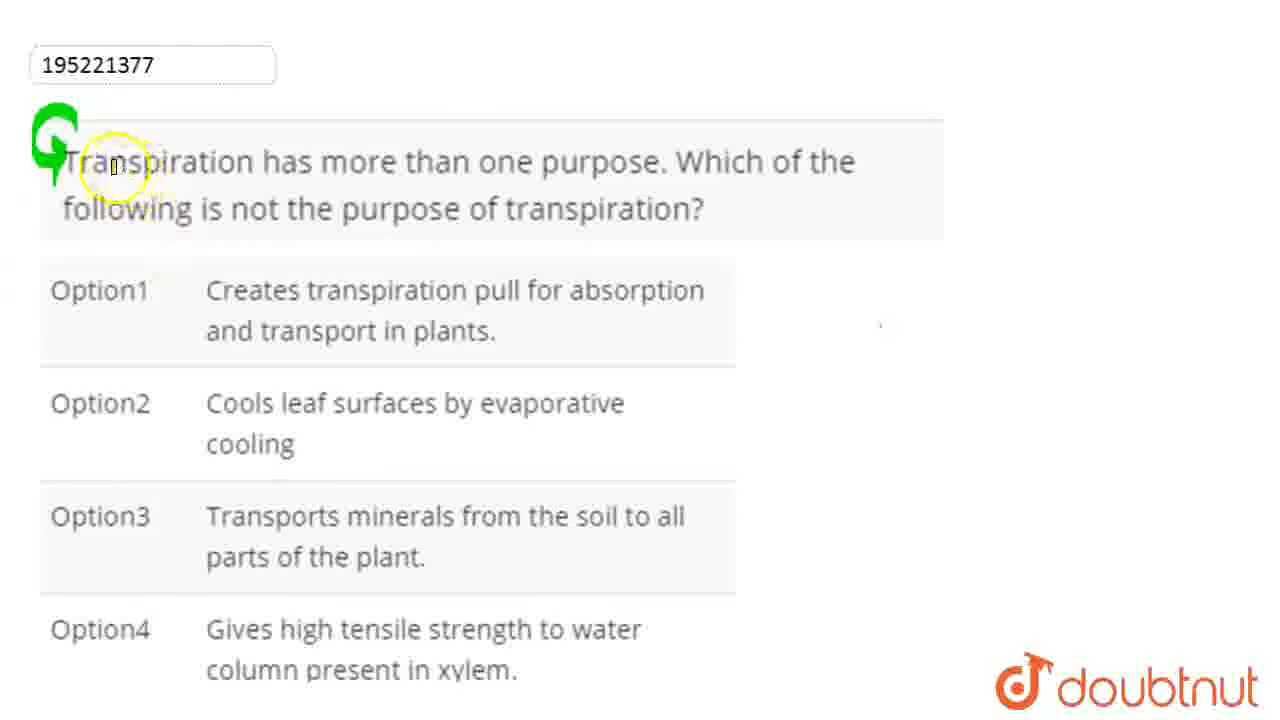 195221377
Transpiration has more than one purpose. Which of the
following is not the purpose of transpiration?
Option1 Creates transpiration pull for absorption
and transport in plants.
Option2 Cools leaf surfaces by evaporative
cooling
Option3 Transports minerals from the soil to all
parts of the plant.
Option4 Gives high tensile strength to water
column present in xylem.
doubtnut